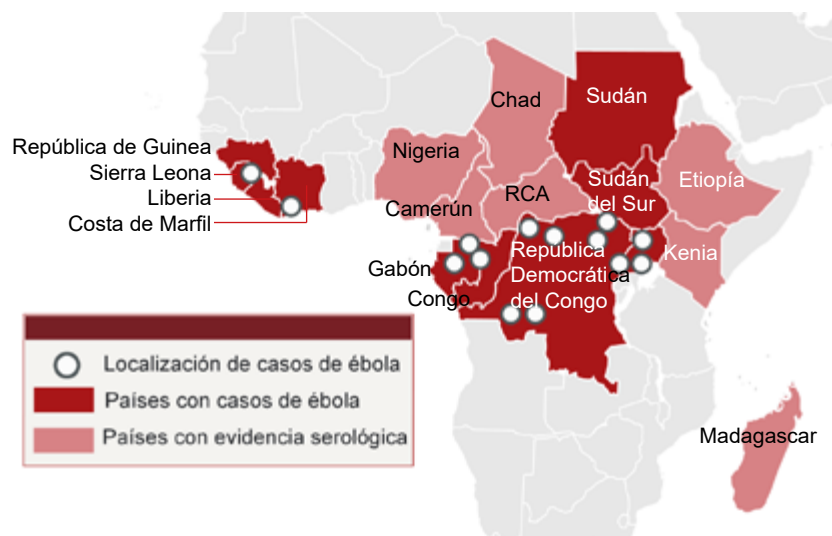 Chad
Sudán
República de Guinea
Nigeria
Sierra Leona
Sudán
del Sur
Etiopía
Liberia
RCA
Camerún
Costa de Marfil
República
Democrática
del Congo
Kenia
Gabón
Congo
Localización de casos de ébola
Países con casos de ébola
Países con evidencia serológica
Madagascar